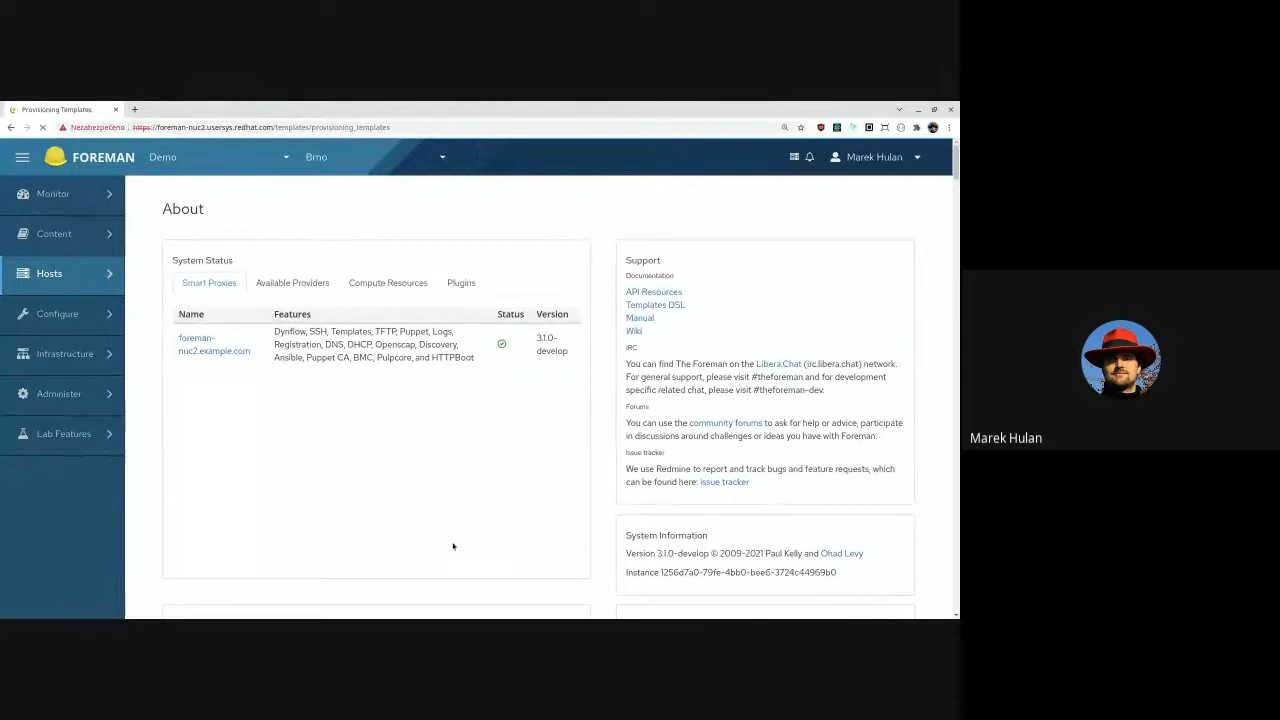 Provisioning Templates
Nezabezpečeno
https://foreman-nuc2.usersys.redhat.com/templates/provisioning_templates
FOREMAN
Demo
Brno
Marek Hulan
Monitor
Content
Hosts
Configure
Infrastructure
Administer
Lab Features
About
System Status
Smart Proxies
Available Providers
Compute Resources
Plugins
Name
Features
Status
Version
foreman-
nuc2.example.com
Dynflow, SSH, Templates, TFTP, Puppet, Logs,
Registration, DNS, DHCP, Openscap, Discovery,
Ansible, Puppet CA, BMC, Pulpcore, and HTTPBoot
3.1.0-
develop
Support
Documentation
API Resources
Templates DSL
Manual
Wiki
IRC
You can find The Foreman on the Libera.Chat (irc.libera.chat) network.
For general support, please visit #theforeman and for development
specific related chat, please visit #theforeman-dev.
Forums
You can use the community forums to ask for help or advice, participate
in discussions around challenges or ideas you have with Foreman.
Issue tracker
We use Redmine to report and track bugs and feature requests, which
can be found here: issue tracker
System Information
Version 3.1.0-develop © 2009-2021 Paul Kelly and Ohad Levy
Instance 1256d7a0-79fe-4bb0-bee6-3724c44969b0
Marek Hulan